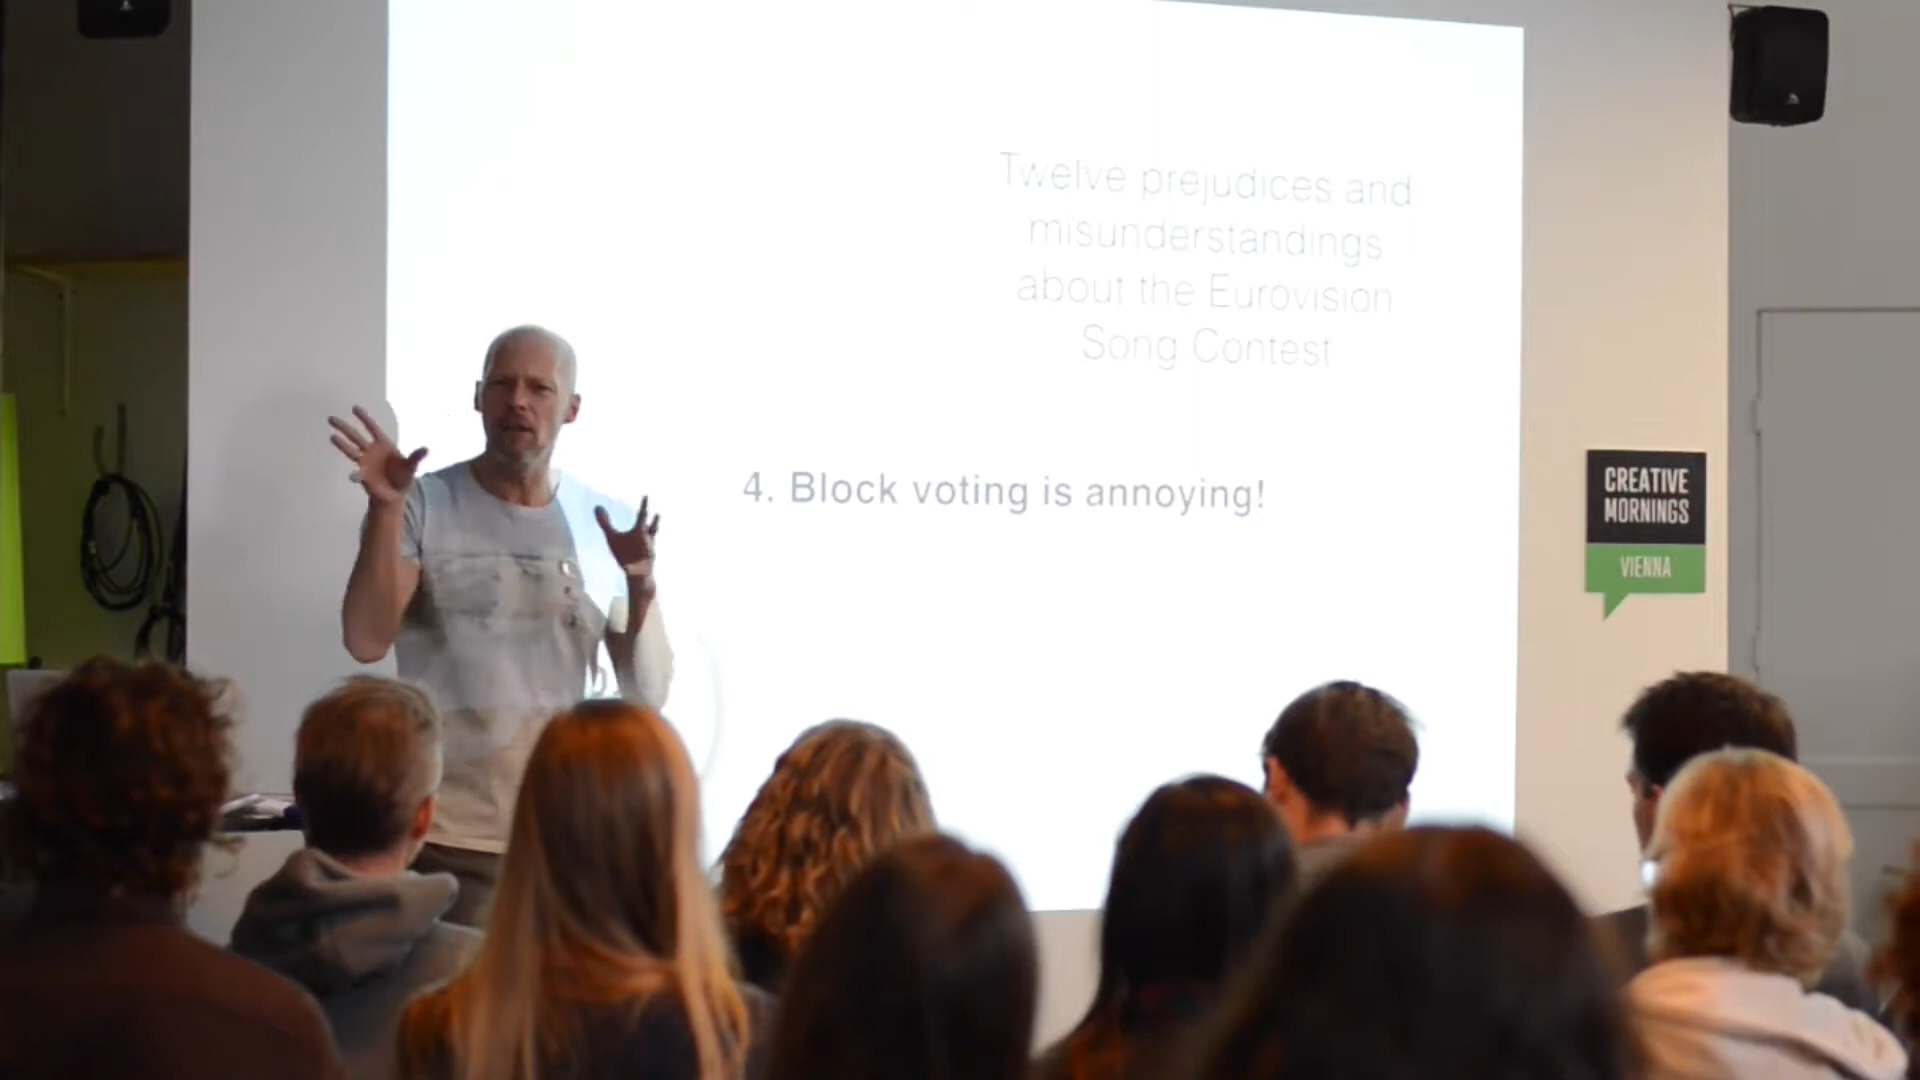 Twelve prejudices and
misunderstandings
about the Eurovision
Song Contest
4. Block voting is annoying!
CREATIVE
MORNINGS
VIENNA